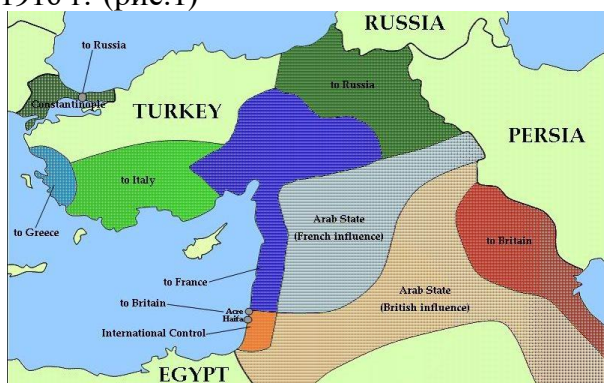 1916 г. (рис.1)
RUSSIA
to Russia
Constantinople
to Russia
TURKEY
PERSIA
to Italy
to Greece
Arab State
(French influence)
to Britain
to France
Arab State
(British influence)
to Britain
Acre
Haifa
International Control
EGYPT